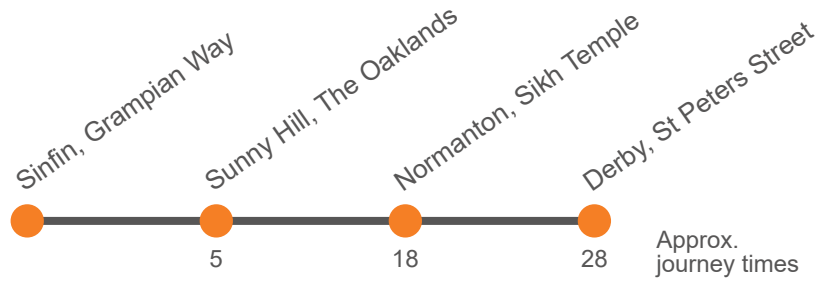 Sinfin, Grampian Way
Sunny Hill, The Oaklands
Normanton, Sikh Temple
Derby, St Peters Street
5
18
28
Approx.
journey times